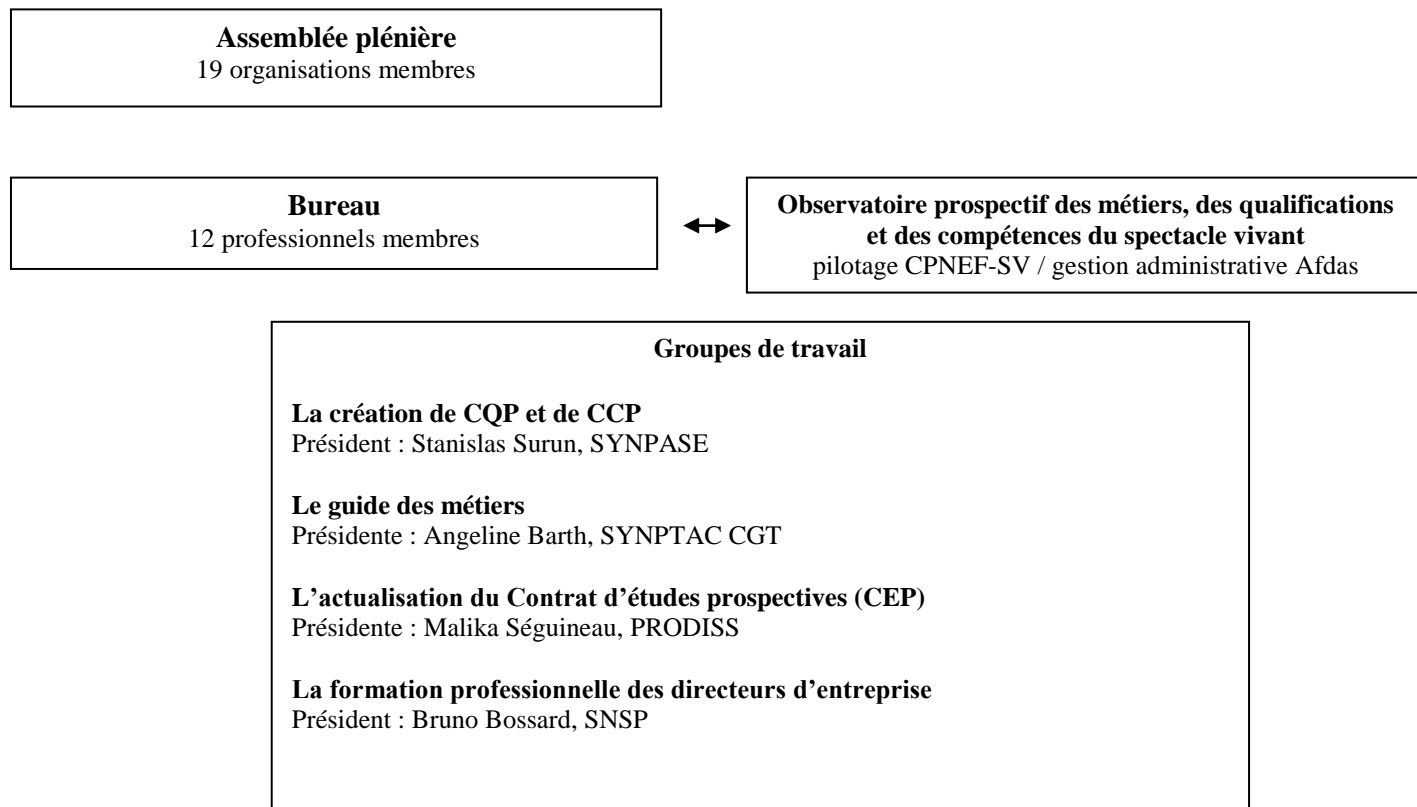 Assemblée plénière
19 organisations membres
Bureau
12 professionnels membres
Observatoire prospectif des métiers, des qualifications
et des compétences du spectacle vivant
pilotage CPNEF-SV / gestion administrative Afdas
Groupes de travail
La création de CQP et de CCP
Président : Stanislas Surun, SYNPASE
Le guide des métiers
Présidente : Angeline Barth, SYNPTAC CGT
L’actualisation du Contrat d’études prospectives (CEP)
Présidente : Malika Séguineau, PRODISS
La formation professionnelle des directeurs d’entreprise
Président : Bruno Bossard, SNSP